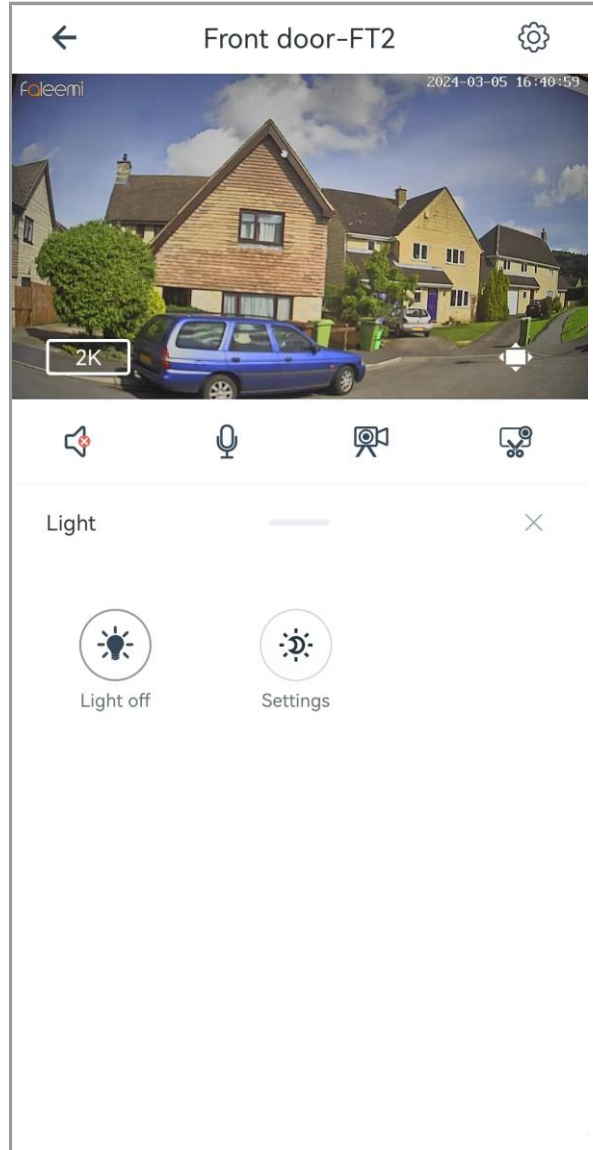 Front door-FT2
Faleemi
2024-03-05 16:40:59
2K
Light
Light off
Settings